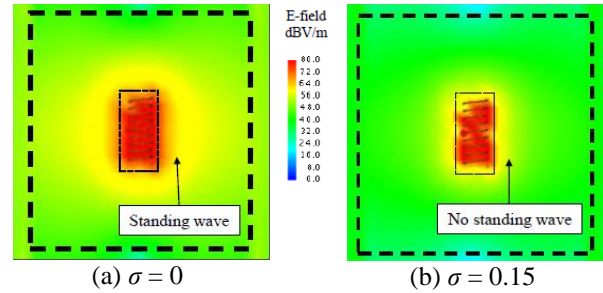 E-field
dBV/m
80.0
72.0
64.0
56.0
48.0
40.0
32.0
24.0
16.0
8.0
0.0
Standing wave
No standing wave
(a) σ = 0
(b) σ = 0.15